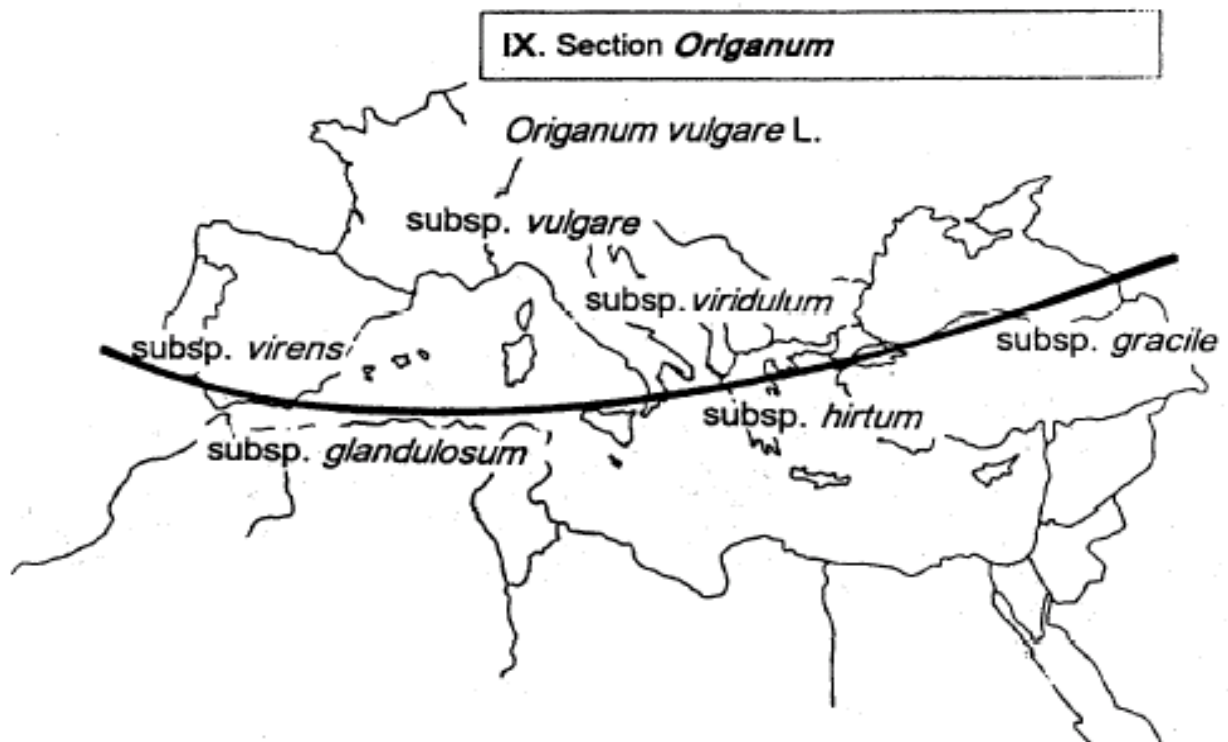 IX. Section Origanum
Origanum vulgare L.
subsp. vulgare
subsp. viridulum
subsp. virens
subsp. gracile
subsp. hirtum
subsp. glandulosum